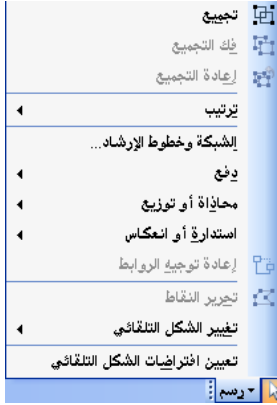 تجميع
فك التجميع
إعادة التجميع
ترتيب
الشبكة وخطوط الإرشاد...
دفع
محاذاة أو توزيع
استدارة أو انعكاس
إعادة توجيه الروابط
تحرير النقاط
تغيير الشكل التلقائي
تعيين افتراضات الشكل التلقائي
رسم